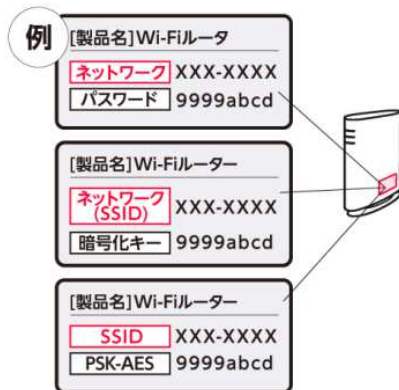 例
[製品名]Wi-Fiルータ
ネットワーク XXX-XXXX
パスワード 9999abcd
[製品名]Wi-Fiルーター
ネットワーク
(SSID) XXX-XXXX
暗号化キー 9999abcd
[製品名]Wi-Fiルーター
SSID XXX-XXXX
PSK-AES 9999abcd